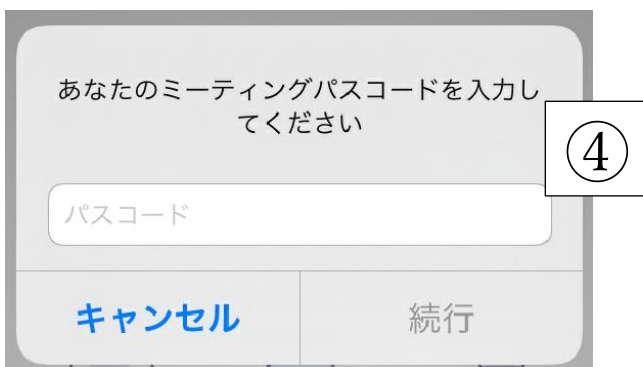 あなたのミーティングパスコードを入力し
てください
④
パスコード
キャンセル
続行